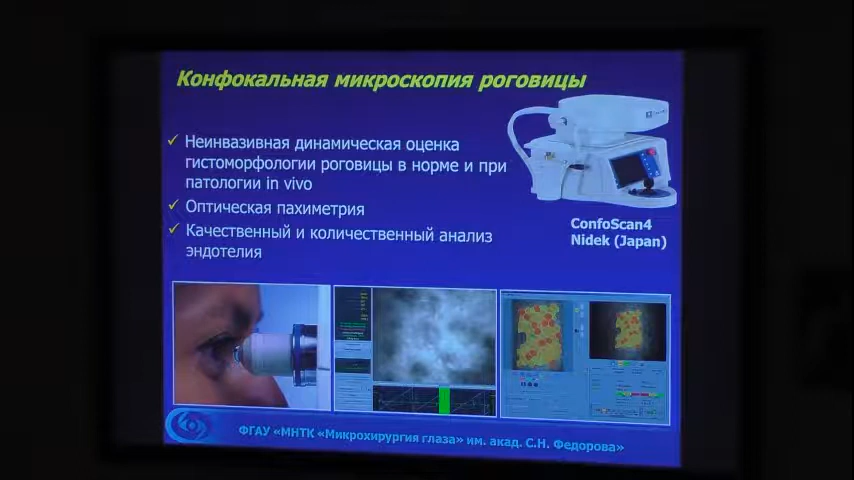 Конфокальная микроскопия роговицы
✓ Неинвазивная динамическая оценка
гистоморфологии роговицы в норме и при
патологии in vivo
✓ Оптическая пахиметрия
✓ Качественный и количественный анализ
эндотелия
ConfoScan4
Nidek (Japan)
ФГАУ «МНТК «Микрохирургия глаза» им. акад. С.Н. Федорова»